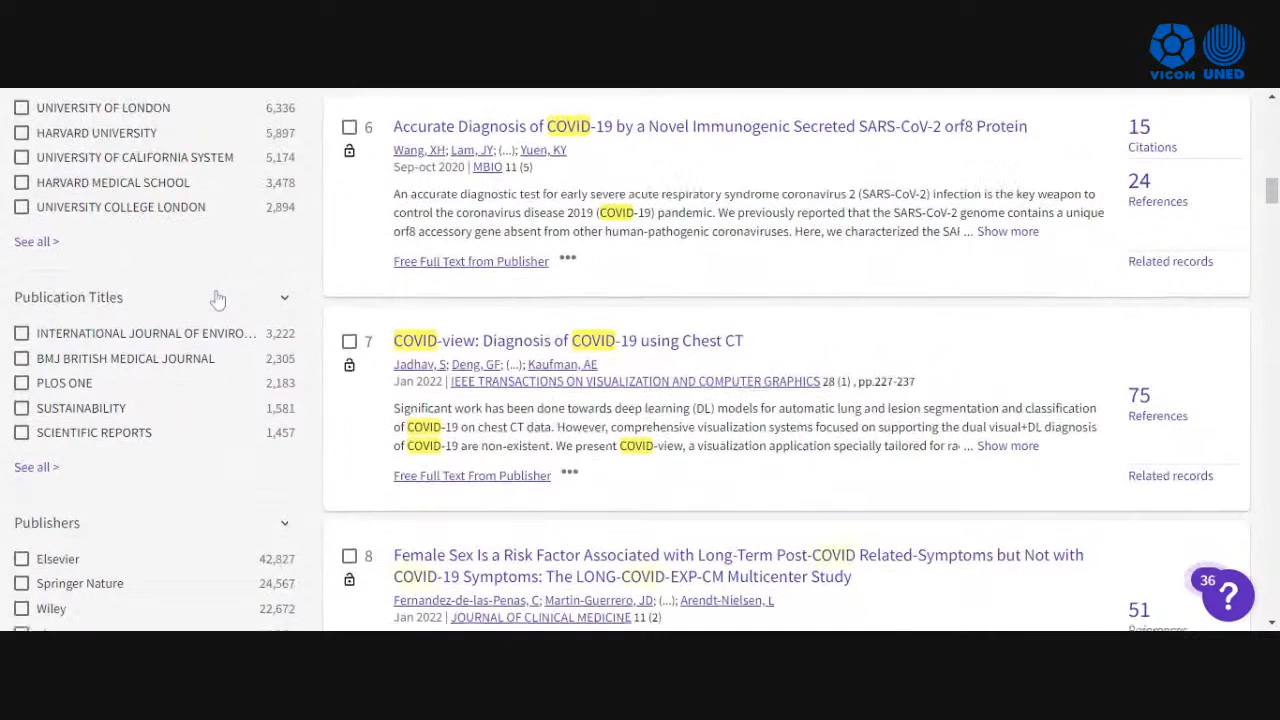 VICOM UNED
UNIVERSITY OF LONDON 6,336
HARVARD UNIVERSITY 5,897
UNIVERSITY OF CALIFORNIA SYSTEM 5,174
HARVARD MEDICAL SCHOOL 3,478
UNIVERSITY COLLEGE LONDON 2,894
See all >
Publication Titles
INTERNATIONAL JOURNAL OF ENVIRO... 3,222
BMJ BRITISH MEDICAL JOURNAL 2,305
PLOS ONE 2,183
SUSTAINABILITY 1,581
SCIENTIFIC REPORTS 1,457
See all >
Publishers
Elsevier 42,827
Springer Nature 24,567
Wiley 22,672
6 Accurate Diagnosis of COVID-19 by a Novel Immunogenic Secreted SARS-CoV-2 orf8 Protein
Wang, XH; Lam, JY; (...); Yuen, KY
Sep-oct 2020 | MBIO 11 (5)
An accurate diagnostic test for early severe acute respiratory syndrome coronavirus 2 (SARS-CoV-2) infection is the key weapon to
control the coronavirus disease 2019 (COVID-19) pandemic. We previously reported that the SARS-CoV-2 genome contains a unique
orf8 accessory gene absent from other human-pathogenic coronaviruses. Here, we characterized the SAR ... Show more
Free Full Text from Publisher •••
15
Citations
24
References
Related records
7 COVID-view: Diagnosis of COVID-19 using Chest CT
Jadhav, S; Deng, GF; (...); Kaufman, AE
Jan 2022 | IEEE TRANSACTIONS ON VISUALIZATION AND COMPUTER GRAPHICS 28 (1) , pp.227-237
Significant work has been done towards deep learning (DL) models for automatic lung and lesion segmentation and classification
of COVID-19 on chest CT data. However, comprehensive visualization systems focused on supporting the dual visual+DL diagnosis
of COVID-19 are non-existent. We present COVID-view, a visualization application specially tailored for ra ... Show more
Free Full Text From Publisher •••
75
References
Related records
8 Female Sex Is a Risk Factor Associated with Long-Term Post-COVID Related-Symptoms but Not with
COVID-19 Symptoms: The LONG-COVID-EXP-CM Multicenter Study
Fernandez-de-las-Penas, C; Martin-Guerrero, JD; (...); Arendt-Nielsen, L
Jan 2022 | JOURNAL OF CLINICAL MEDICINE 11 (2)
51
References
36
?